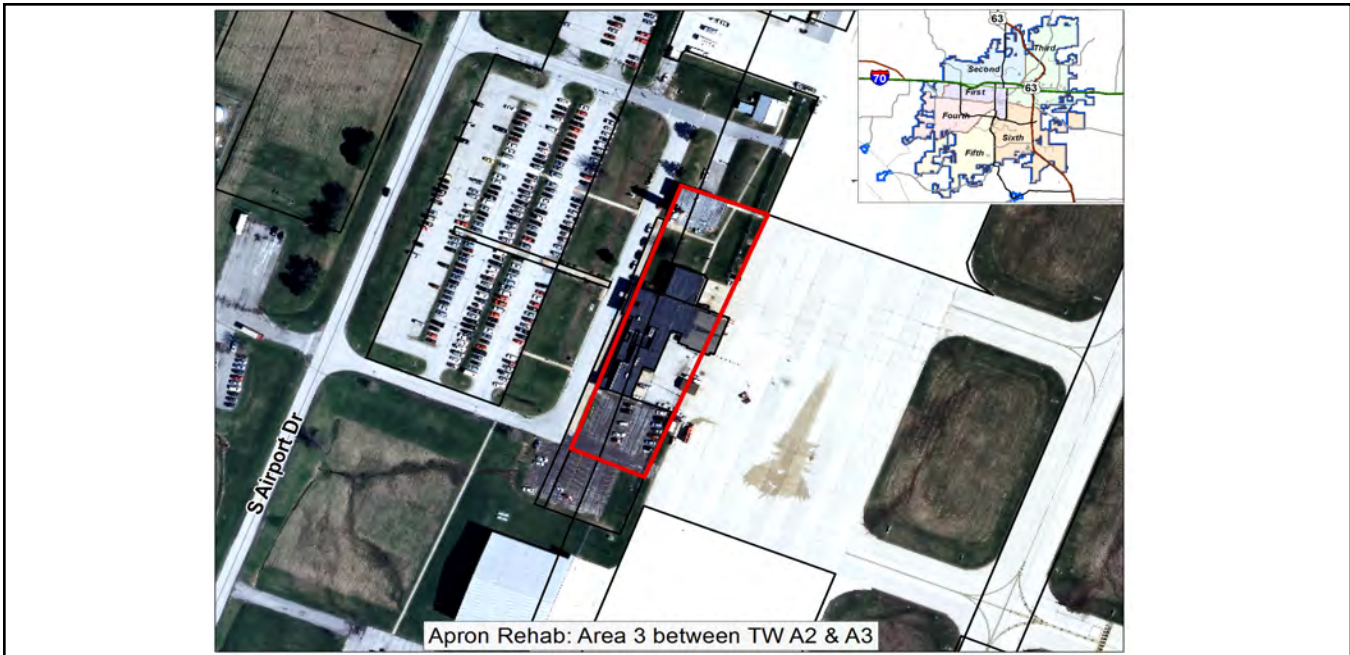 63
Third
Second
70
63
First
Fourth
Sixth
Fifth
S Airport Dr
Apron Rehab: Area 3 between TW A2 & A3